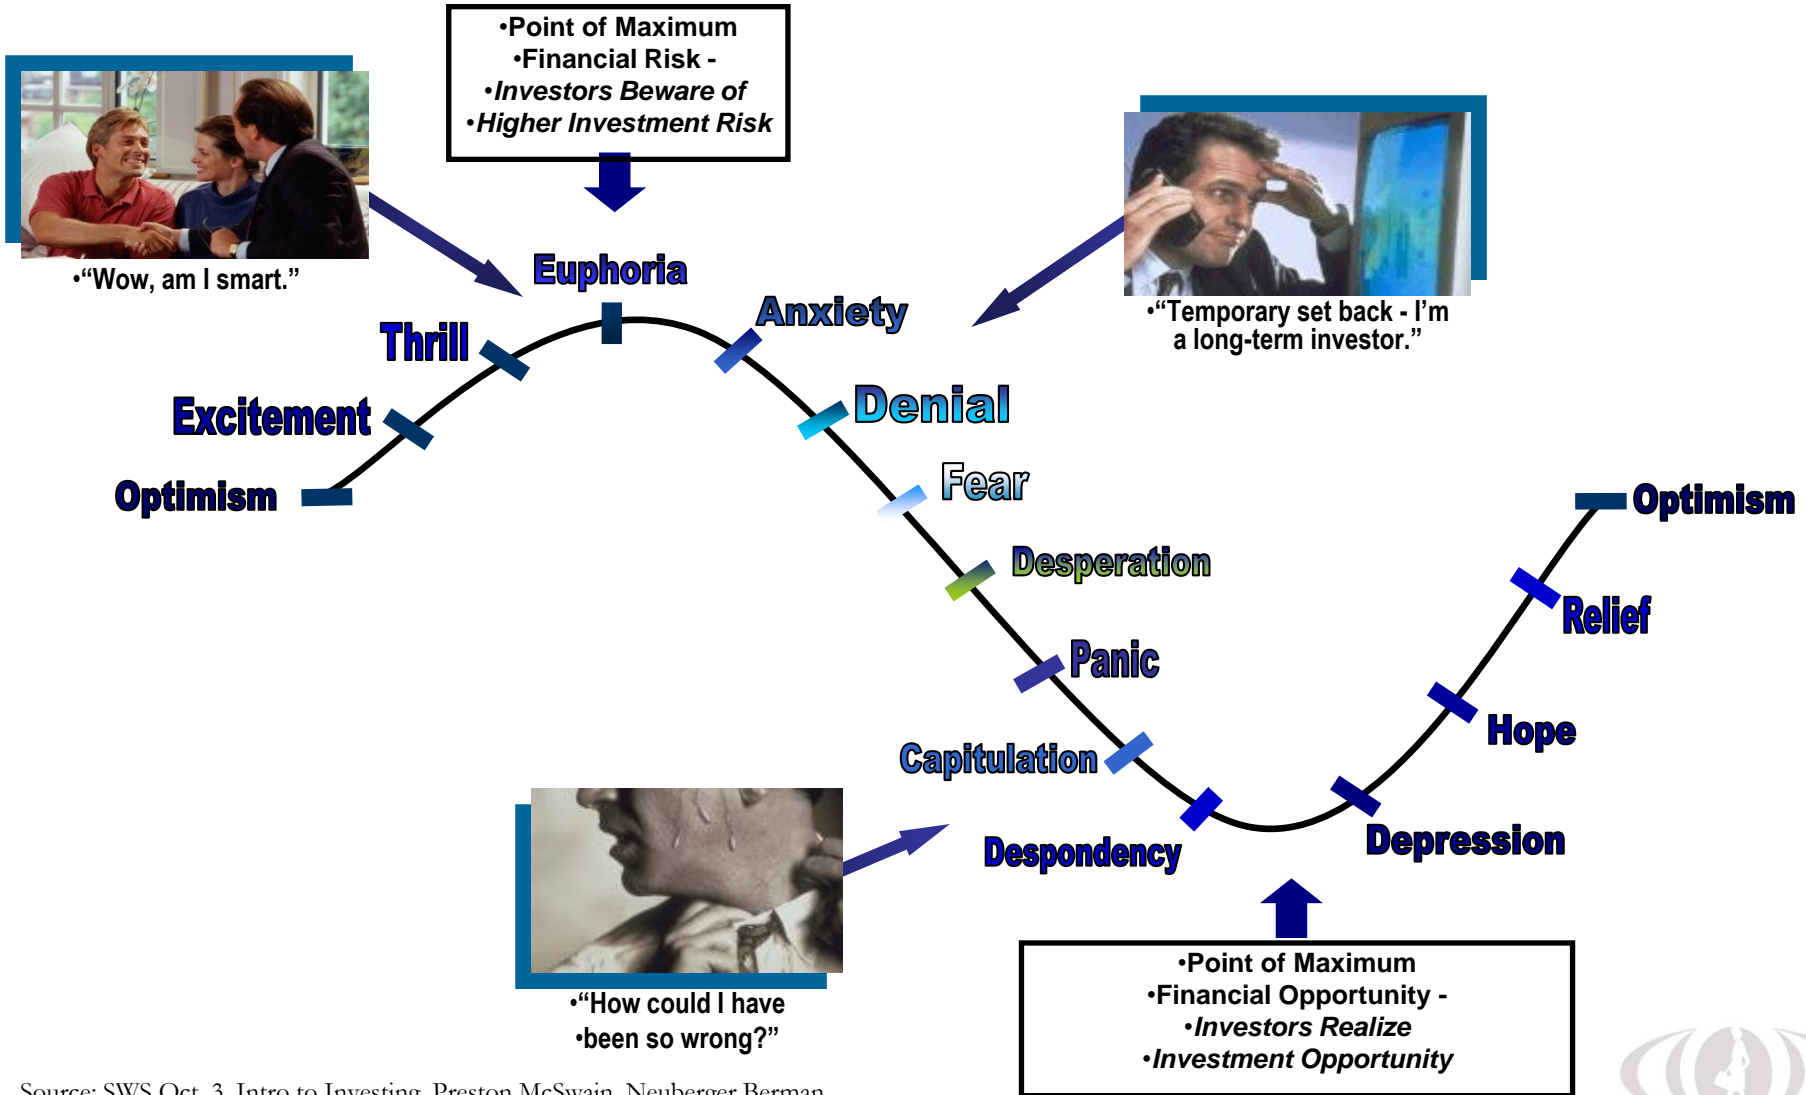 •Point of Maximum
•Financial Risk -
•Investors Beware of
•Higher Investment Risk
•“Wow, am I smart.”
•“Temporary set back - I’m
a long-term investor.”
Euphoria
Anxiety
Thrill
Denial
Excitement
Fear
Optimism
Optimism
Desperation
Relief
Panic
Hope
Capitulation
Depression
Despondency
•“How could I have
•been so wrong?”
•Point of Maximum
•Financial Opportunity -
•Investors Realize
•Investment Opportunity
Source: SWS Oct. 3, Intro to Investing, Preston McSwain, Neuberger Berman